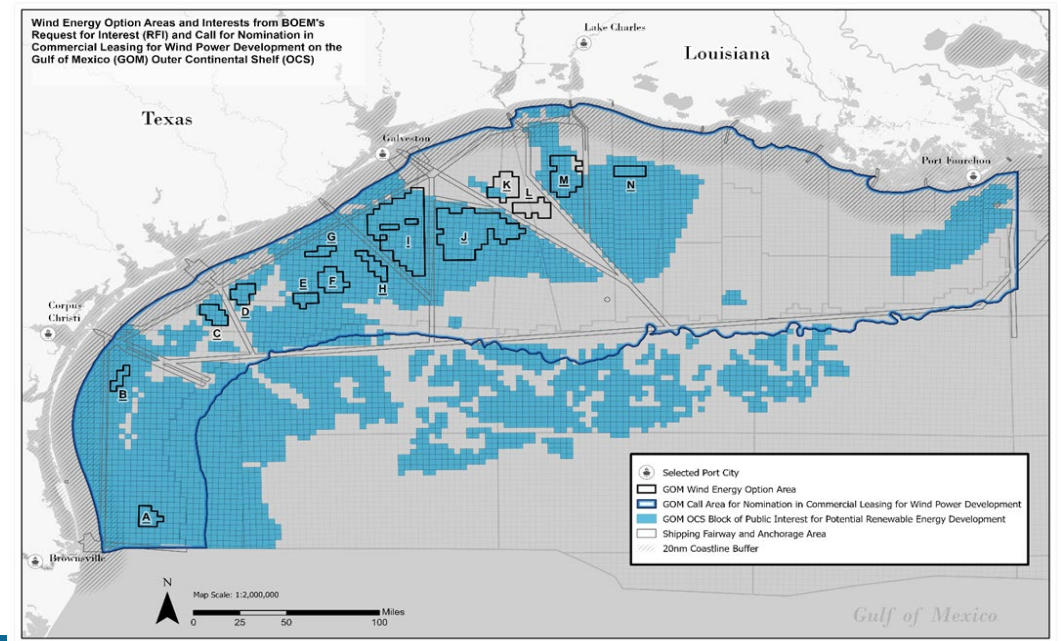 Wind Energy Option Areas and Interests from BOEM's
Request for Interest (RFI) and Call for Nomination in
Commercial Leasing for Wind Power Development on the
Gulf of Mexico (GOM) Outer Continental Shelf (OCS)
Lake Charles
Louisiana
Texas
Galveston
Port Fourchon
K
M
N
L
G
I
J
E
F
H
D
C
Corpus
Christi
B
A
Brownsville
Selected Port City
GOM Wind Energy Option Area
GOM Call Area for Nomination in Commercial Leasing for Wind Power Development
GOM OCS Block of Public Interest for Potential Renewable Energy Development
Shipping Fairway and Anchorage Area
20nm Coastline Buffer
N
Map Scale: 1:2,000,000
Miles
0 25 50 100
Gulf of Mexico